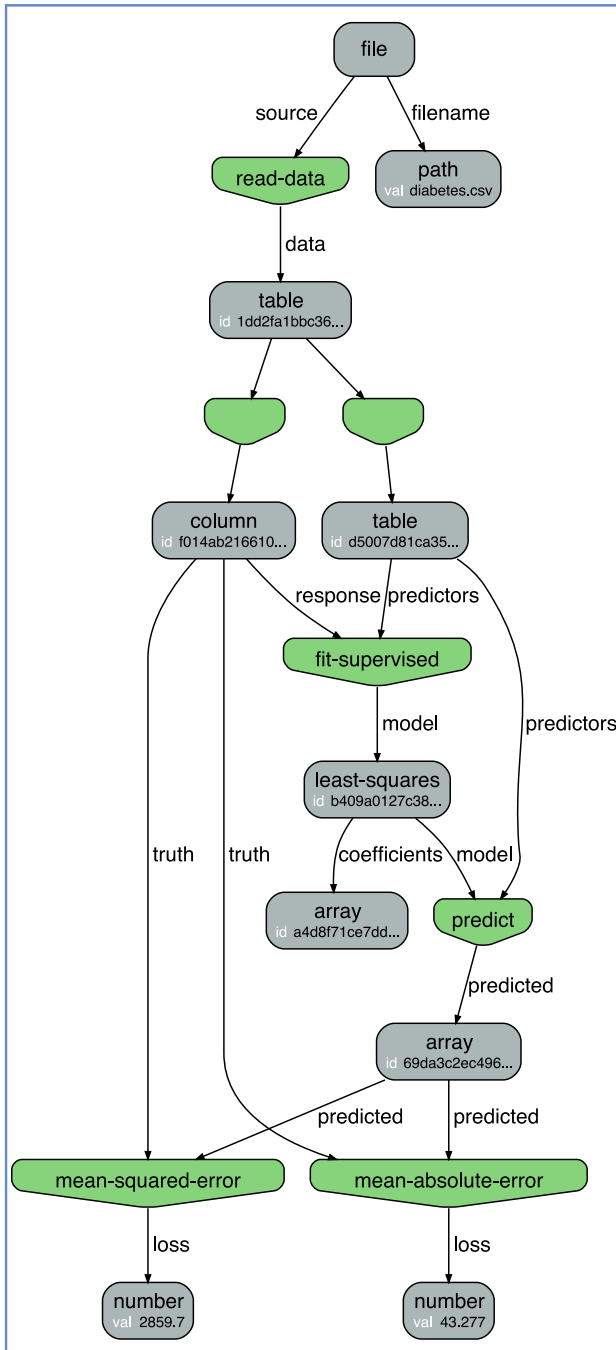 file
source
filename
read-data
path
val diabetes.csv
data
table
id 1dd2fa1bbc36...
column
id f014ab216610...
table
id d5007d81ca35...
response
predictors
fit-supervised
model
predictors
least-squares
id b409a0127c38...
truth
truth
coefficients
model
array
id a4d8f71ce7dd...
predict
predicted
array
id 69da3c2ec496...
predicted
predicted
mean-squared-error
mean-absolute-error
loss
loss
number
val 2859.7
number
val 43.277